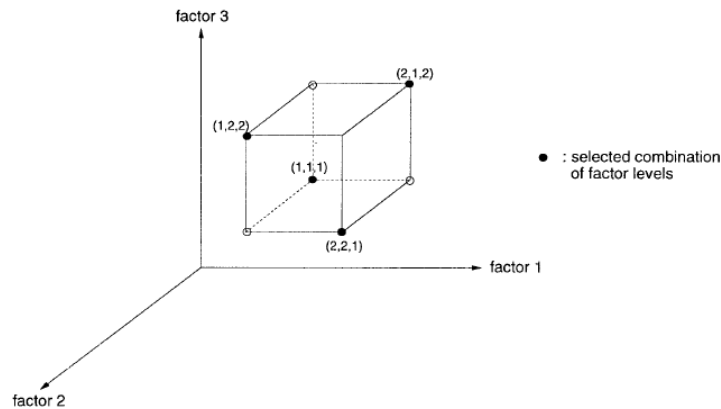 factor 3
(2,1,2)
(1,2,2)
(1,1,1)
● : selected combination
of factor levels
(2,2,1)
factor 1
factor 2